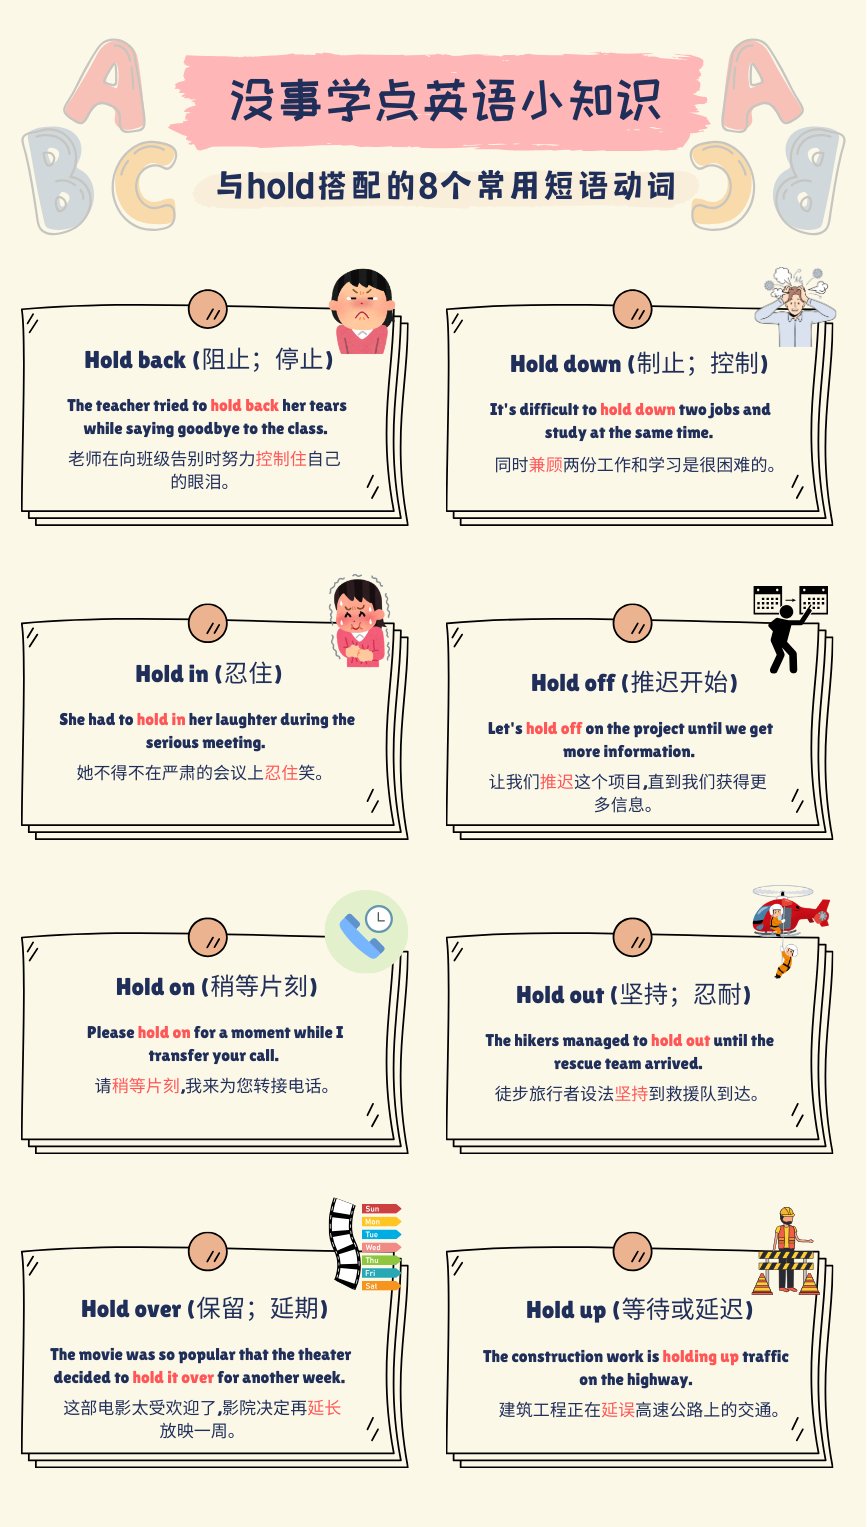 没事学点英语小知识
与hold搭配的8个常用短语动词
A
B
C
A
B
C
Hold back (阻止；停止)
The teacher tried to hold back her tears
while saying goodbye to the class.
老师在向班级告别时努力控制住自己
的眼泪。
Hold down (制止；控制)
It's difficult to hold down two jobs and
study at the same time.
同时兼顾两份工作和学习是很困难的。
Hold in (忍住)
She had to hold in her laughter during the
serious meeting.
她不得不在严肃的会议上忍住笑。
Hold off (推迟开始)
Let's hold off on the project until we get
more information.
让我们推迟这个项目,直到我们获得更
多信息。
Hold on (稍等片刻)
Please hold on for a moment while I
transfer your call.
请稍等片刻,我来为您转接电话。
Hold out (坚持；忍耐)
The hikers managed to hold out until the
rescue team arrived.
徒步旅行者设法坚持到救援队到达。
Sun
Mon
Tue
Wed
Thu
Fri
Sat
Hold over (保留；延期)
The movie was so popular that the theater
decided to hold it over for another week.
这部电影太受欢迎了,影院决定再延长
放映一周。
Hold up (等待或延迟)
The construction work is holding up traffic
on the highway.
建筑工程正在延误高速公路上的交通。